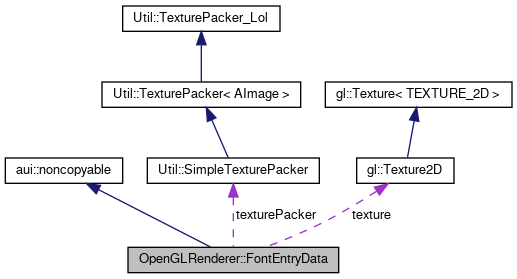 Util::TexturePacker_Lol
Util::TexturePacker< AImage >
gl::Texture< TEXTURE_2D >
aui::noncopyable
Util::SimpleTexturePacker
gl::Texture2D
texturePacker
texture
OpenGLRenderer::FontEntryData